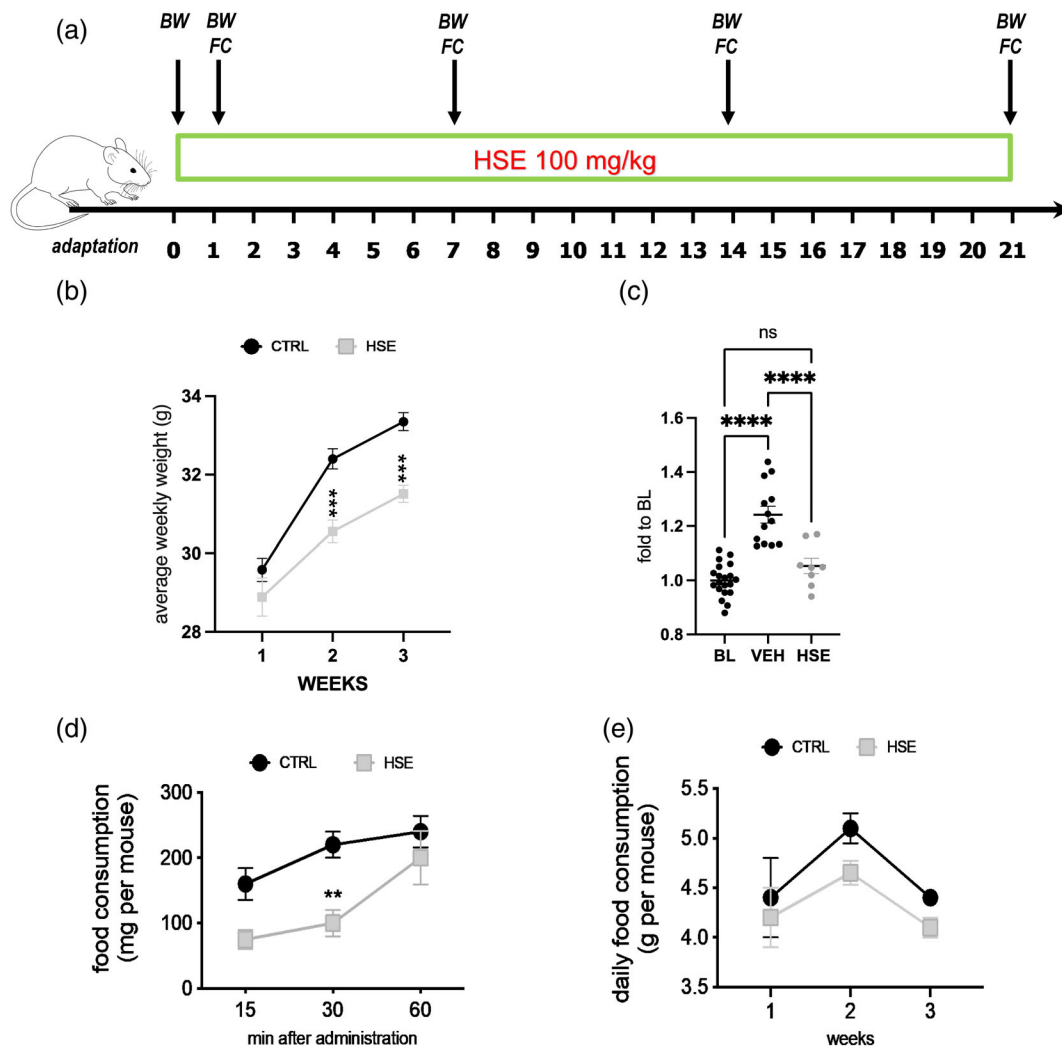 (a)
BW
BW
FC
BW
FC
BW
FC
BW
FC
HSE 100 mg/kg
adaptation
0 1 2 3 4 5 6 7 8 9 10 11 12 13 14 15 16 17 18 19 20 21
(b)
CTRL HSE
average weekly weight (g)
34
32
30
28
***
***
1 2 3
WEEKS
(c)
ns
****
****
fold to BL
1.6
1.4
1.2
1.0
0.8
BL VEH HSE
(d)
CTRL HSE
food consumption
(mg per mouse)
300
200
100
0
**
15 30 60
min after administration
(e)
CTRL HSE
daily food consumption
(g per mouse)
5.5
5.0
4.5
4.0
3.5
1 2 3
weeks